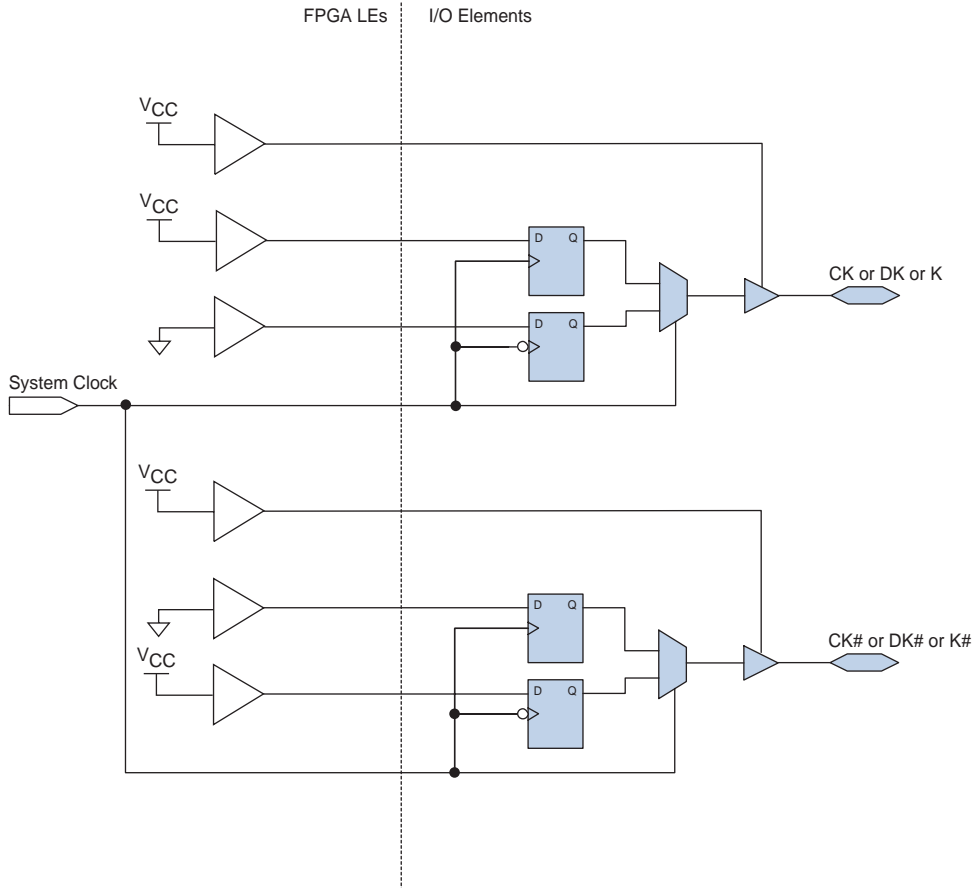 FPGA LEs
I/O Elements
VCC
VCC
D Q
CK or DK or K
D Q
System Clock
VCC
D Q
CK# or DK# or K#
VCC
D Q